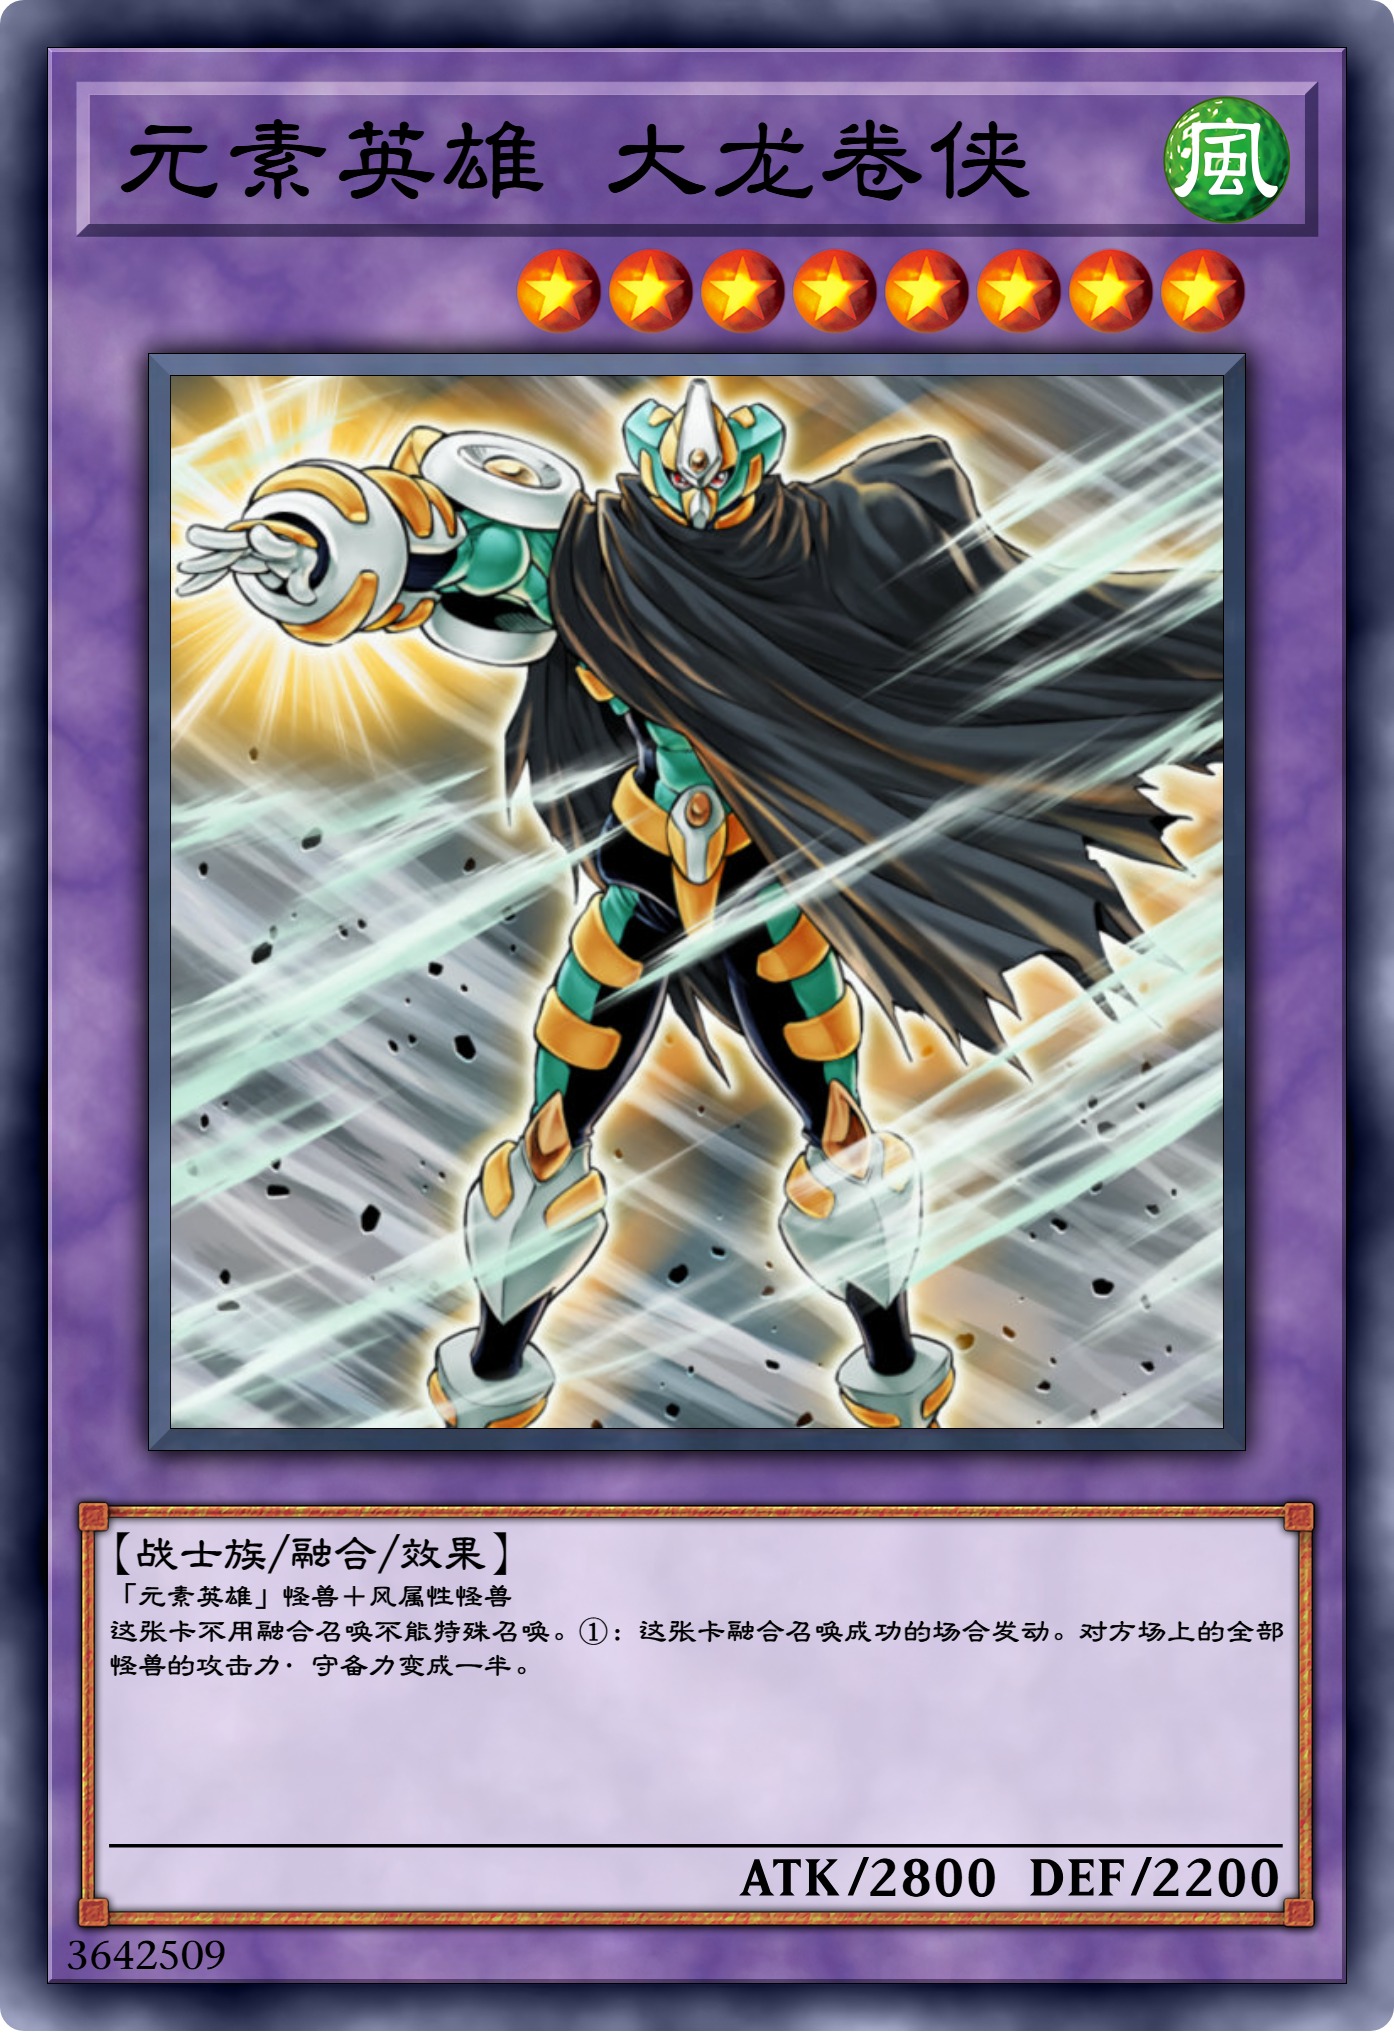 元素英雄 大龙卷侠
風
【战士族/融合/效果】
「元素英雄」怪兽＋风属性怪兽
这张卡不用融合召唤不能特殊召唤。①：这张卡融合召唤成功的场合发动。对方场上的全部
怪兽的攻击力·守备力变成一半。
ATK/2800 DEF/2200
3642509